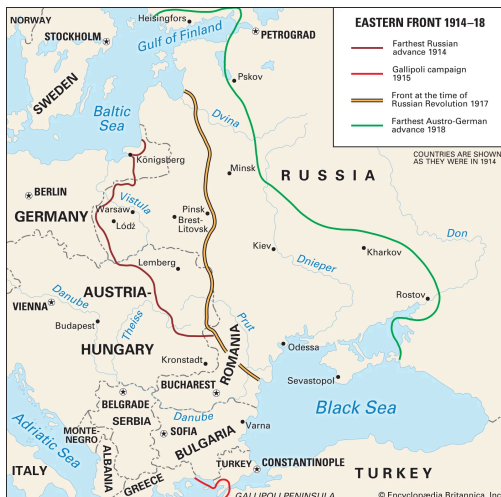 EASTERN FRONT 1914–18
Farthest Russian
advance 1914
Gallipoli campaign
1915
Front at the time of
Russian Revolution 1917
Farthest Austro-German
advance 1918
COUNTRIES ARE SHOWN
AS THEY WERE IN 1914
NORWAY
Heisingfors
STOCKHOLM
Gulf of Finland
PETROGRAD
SWEDEN
Pskov
Baltic
Sea
Dvina
Königsberg
Minsk
RUSSIA
BERLIN
Vistula
Warsaw
Pinsk
GERMANY
Łódź
Brest-
Litovsk
Don
Kiev
Kharkov
Lemberg
Dnieper
AUSTRIA-
Danube
VIENNA
Rostov
Budapest
Theiss
Prut
HUNGARY
ROMANIA
Odessa
Kronstadt
Sevastopol
BUCHAREST
BELGRADE
Black Sea
Adriatic Sea
SERBIA
Danube
MONTE-
NEGRO
SOFIA
Varna
BULGARIA
ALBANIA
ITALY
TURKEY
CONSTANTINOPLE
GREECE
TURKEY
GALLIPOLI PENINSULA
© Encyclopædia Britannica, Inc.